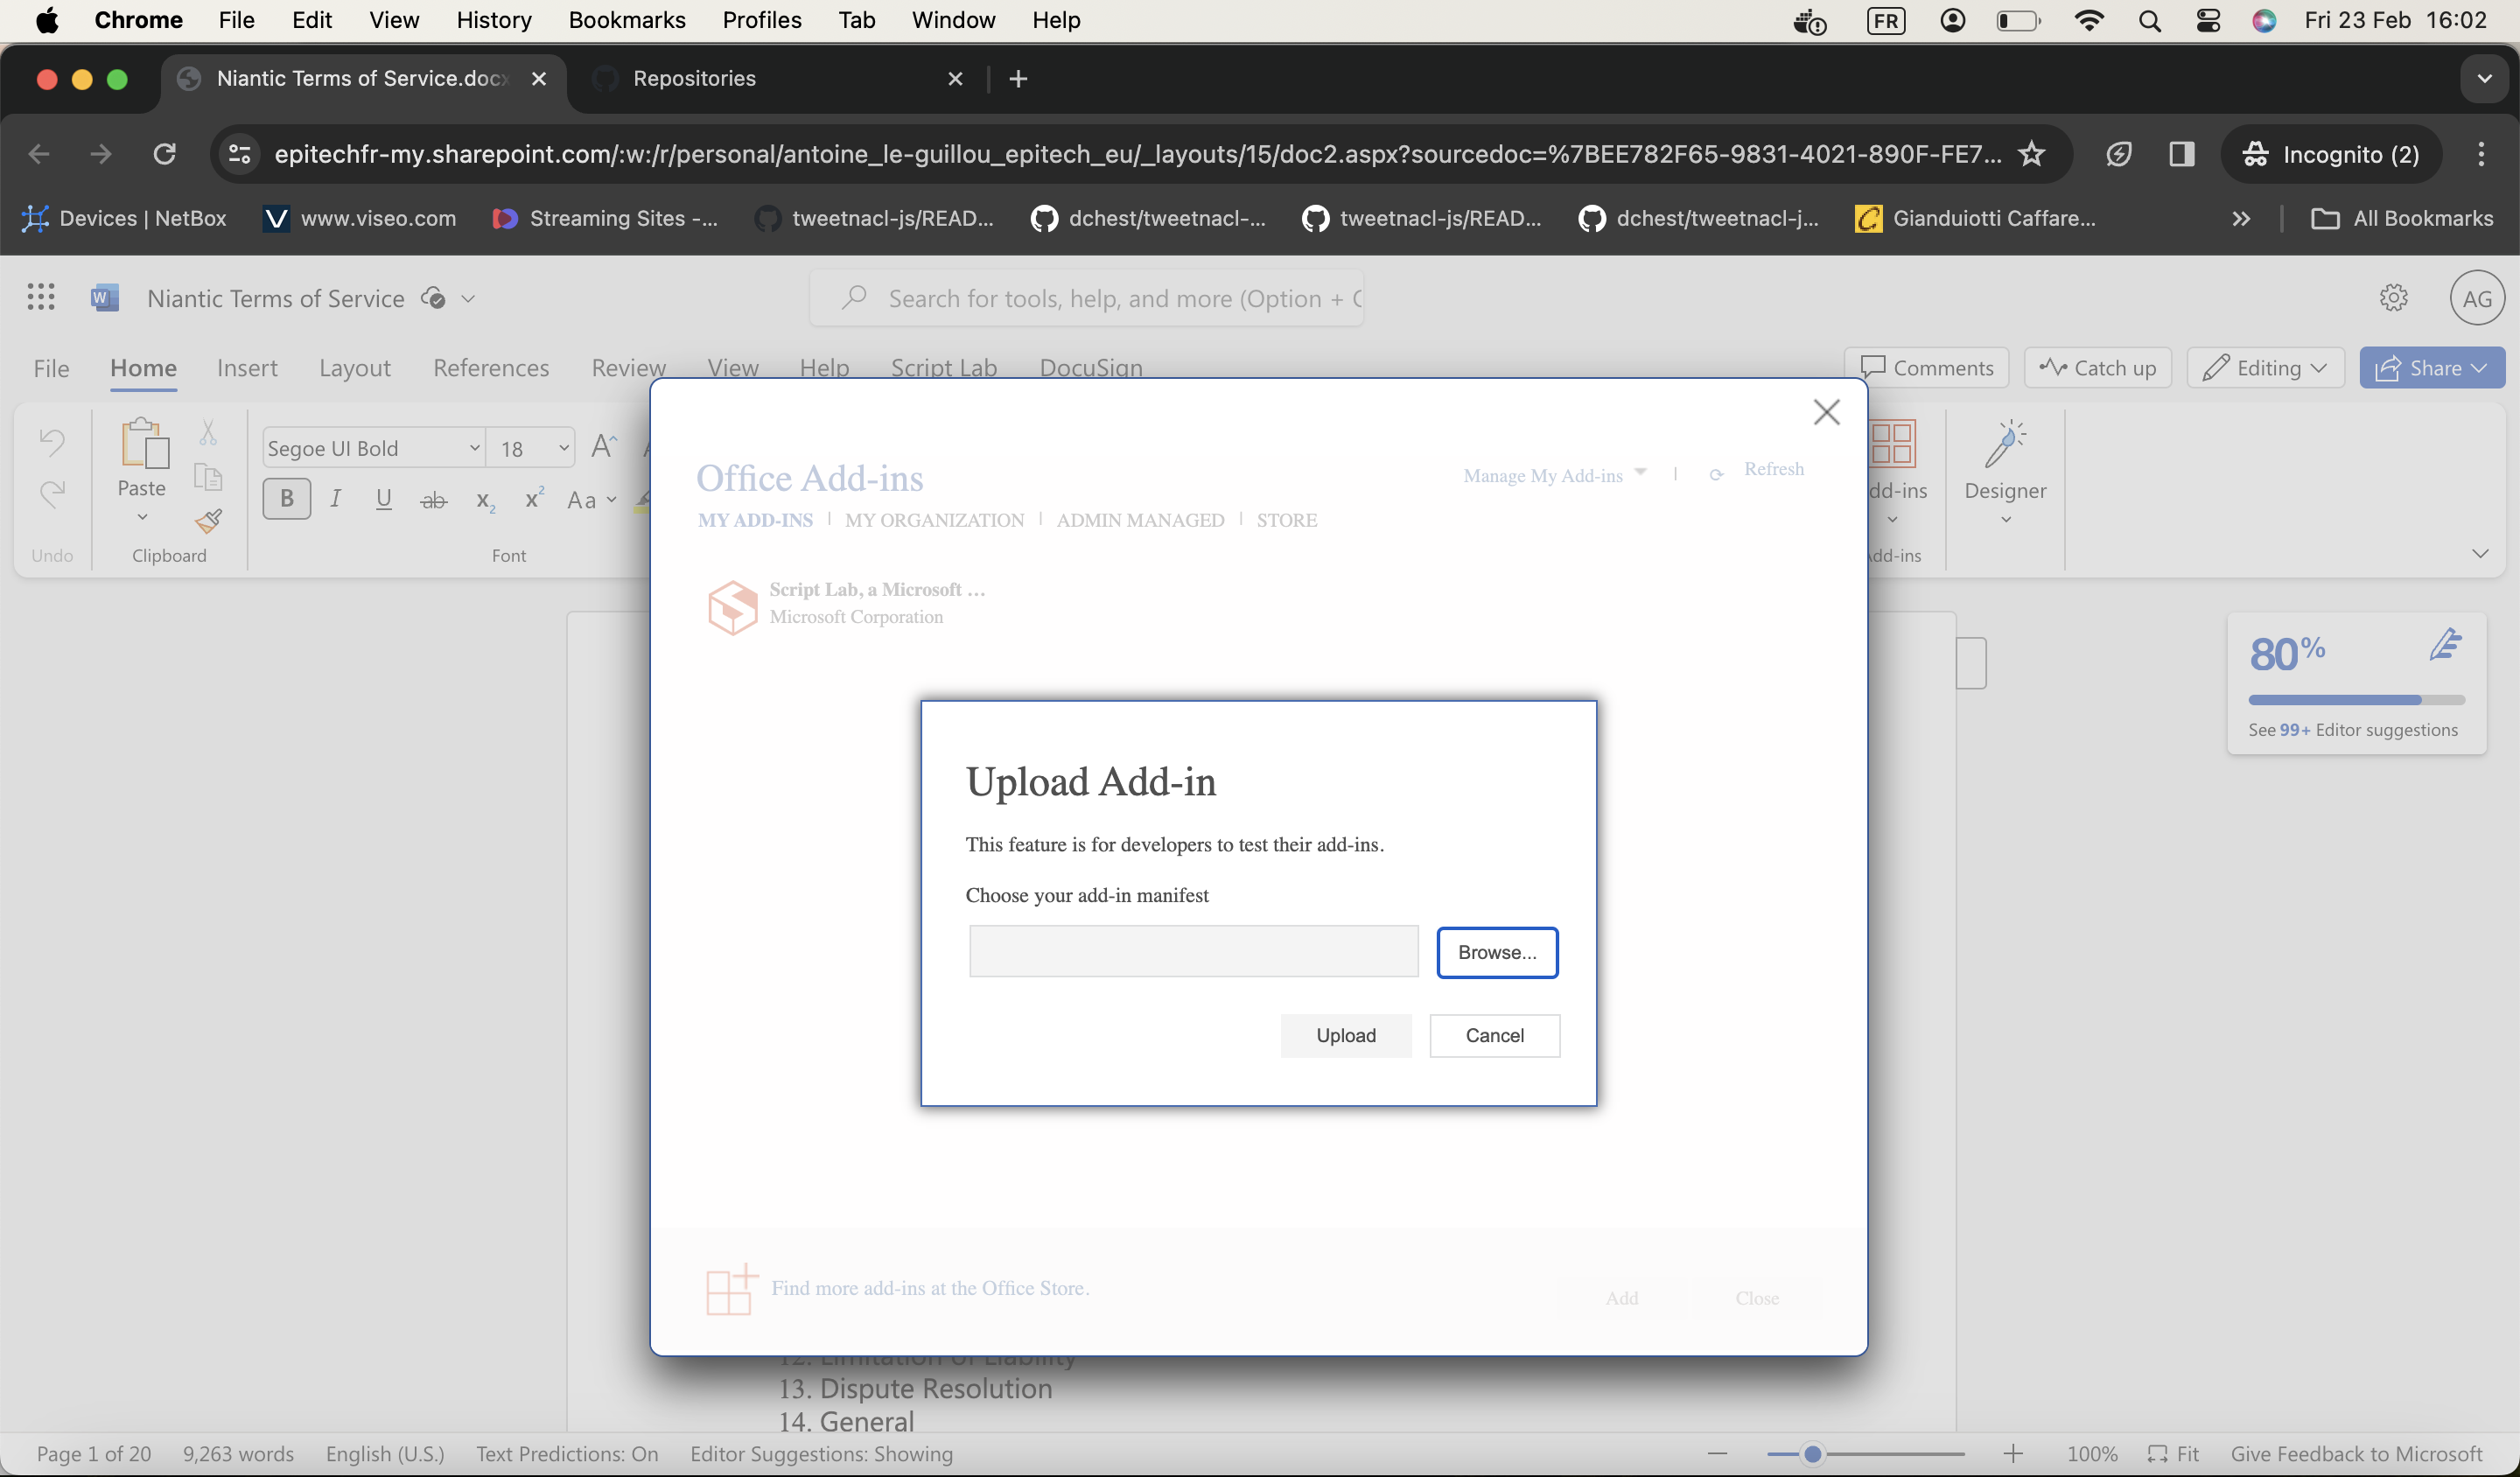 Chrome File Edit View History Bookmarks Profiles Tab Window Help FR Fri 23 Feb 16:02
Niantic Terms of Service.docx Repositories
epitechfr-my.sharepoint.com/:w:/r/personal/antoine_le-guillou_epitech_eu/_layouts/15/doc2.aspx?sourcedoc=%7BEE782F65-9831-4021-890F-FE7... Incognito (2)
Devices | NetBox www.viseo.com Streaming Sites -... tweetnacl-js/READ... dchest/tweetnacl-... tweetnacl-js/READ... dchest/tweetnacl-j... Gianduiotti Caffare... » All Bookmarks
W Niantic Terms of Service Search for tools, help, and more (Option + AG
File Home Insert Layout References Review View Help Script Lab DocuSign Comments Catch up Editing Share
Segoe UI Bold 18 A
Paste
B I U ab x2 x2 Aa
Undo Clipboard Font
dd-ins Designer
dd-ins
Office Add-ins Manage My Add-ins | Refresh
MY ADD-INS | MY ORGANIZATION | ADMIN MANAGED | STORE
Script Lab, a Microsoft ...
Microsoft Corporation
80%
See 99+ Editor suggestions
Upload Add-in
This feature is for developers to test their add-ins.
Choose your add-in manifest
Browse...
Upload Cancel
Find more add-ins at the Office Store.
Add Close
12. Limitation of Liability
13. Dispute Resolution
14. General
Page 1 of 20 9,263 words English (U.S.) Text Predictions: On Editor Suggestions: Showing 100% Fit Give Feedback to Microsoft